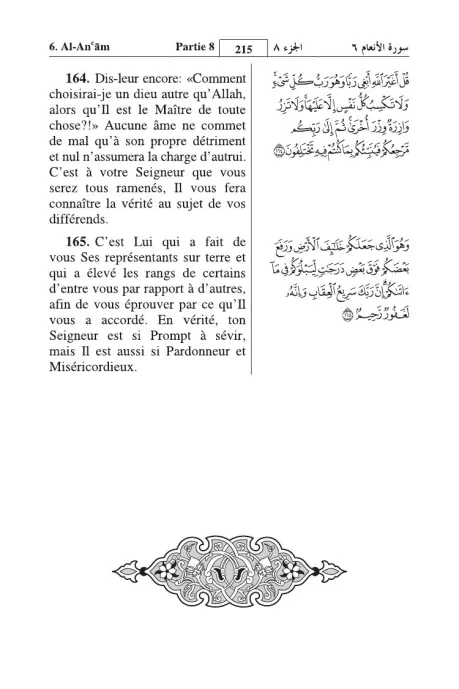 6. Al-Anᶜām Partie 8 215 الجزء ٨ سورة الأنعام ٦
164. Dis-leur encore: «Comment
choisirai-je un dieu autre qu’Allah,
alors qu’Il est le Maître de toute
chose?!» Aucune âme ne commet
de mal qu’à son propre détriment
et nul n’assumera la charge d’autrui.
C’est à votre Seigneur que vous
serez tous ramenés, Il vous fera
connaître la vérité au sujet de vos
différends.
قُلْ أَغَيْرَ ٱللَّهِ أَبْغِى رَبًّا وَهُوَ رَبُّ كُلِّ شَىْءٍ ۚ
وَلَا تَكْسِبُ كُلُّ نَفْسٍ إِلَّا عَلَيْهَا ۚ وَلَا تَزِرُ
وَازِرَةٌ وِزْرَ أُخْرَىٰ ۚ ثُمَّ إِلَىٰ رَبِّكُم
مَّرْجِعُكُمْ فَيُنَبِّئُكُم بِمَا كُنتُمْ فِيهِ تَخْتَلِفُونَ ١٦٤
165. C’est Lui qui a fait de
vous Ses représentants sur terre et
qui a élevé les rangs de certains
d’entre vous par rapport à d’autres,
afin de vous éprouver par ce qu’Il
vous a accordé. En vérité, ton
Seigneur est si Prompt à sévir,
mais Il est aussi si Pardonneur et
Miséricordieux.
وَهُوَ ٱلَّذِى جَعَلَكُمْ خَلَـٰٓئِفَ ٱلْأَرْضِ وَرَفَعَ
بَعْضَكُمْ فَوْقَ بَعْضٍ دَرَجَـٰتٍ لِّيَبْلُوَكُمْ فِى مَآ
ءَاتَىٰكُمْ ۗ إِنَّ رَبَّكَ سَرِيعُ ٱلْعِقَابِ وَإِنَّهُۥ
لَغَفُورٌ رَّحِيمٌۢ ١٦٥